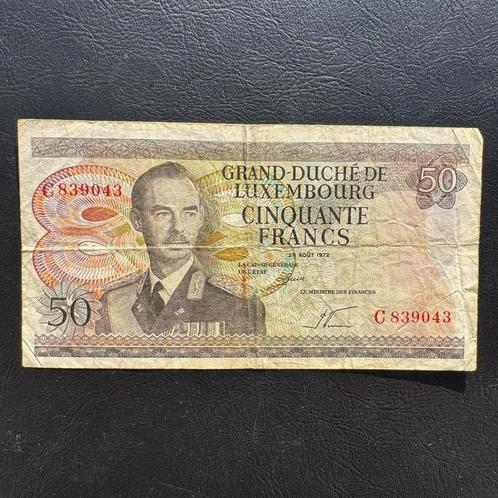 GRAND-DUCHÉ DE
LUXEMBOURG
CINQUANTE
FRANCS
50
C 839043
25 AOÛT 1972
LA CAISSE GÉNÉRALE
DE L'ÉTAT
LE MINISTRE DES FINANCES
50
C 839043